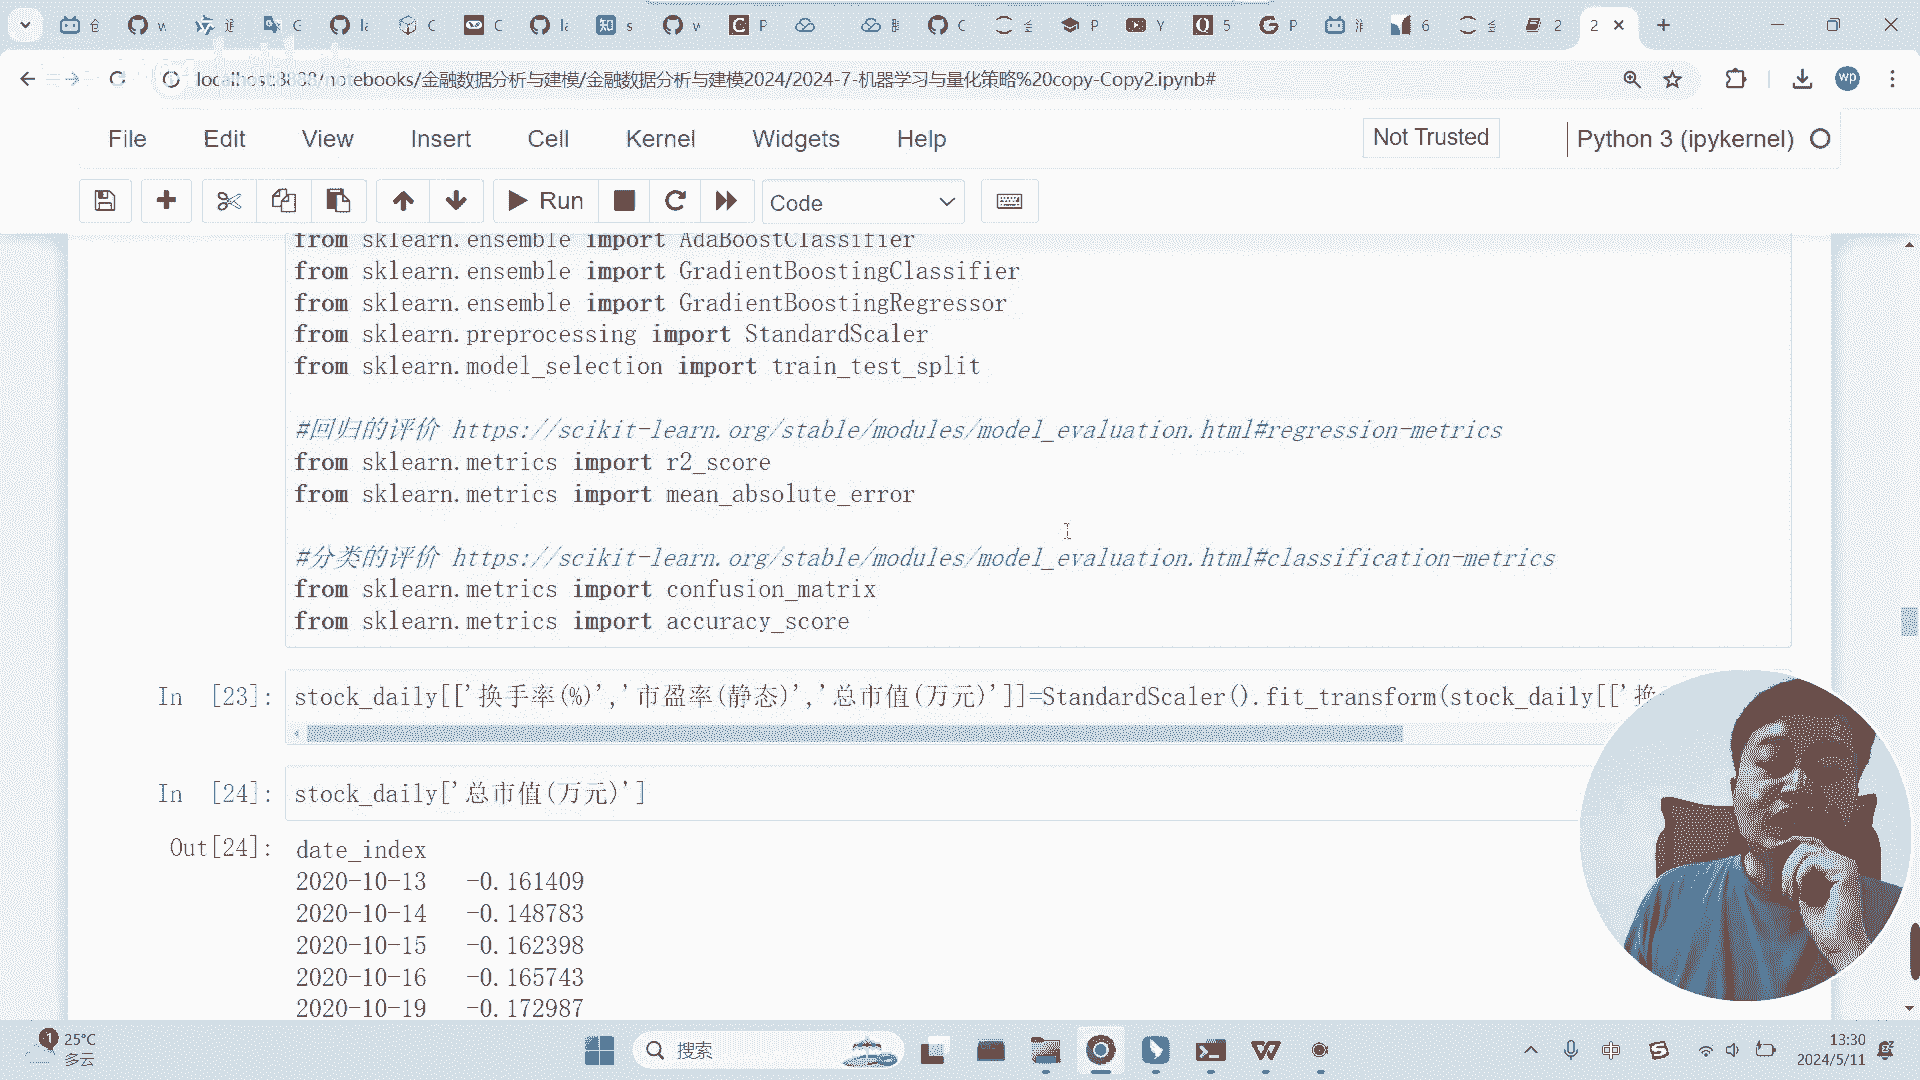 localhost:8888/notebooks/金融数据分析与建模/金融数据分析与建模2024/2024-7-机器学习与量化策略%20copy-Copy2.ipynb#
File Edit View Insert Cell Kernel Widgets Help Not Trusted Python 3 (ipykernel)
Run Code
from sklearn.ensemble import AdaBoostClassifier
from sklearn.ensemble import GradientBoostingClassifier
from sklearn.ensemble import GradientBoostingRegressor
from sklearn.preprocessing import StandardScaler
from sklearn.model_selection import train_test_split
#回归的评价 https://scikit-learn.org/stable/modules/model_evaluation.html#regression-metrics
from sklearn.metrics import r2_score
from sklearn.metrics import mean_absolute_error
#分类的评价 https://scikit-learn.org/stable/modules/model_evaluation.html#classification-metrics
from sklearn.metrics import confusion_matrix
from sklearn.metrics import accuracy_score
In [23]: stock_daily[['换手率(%)','市盈率(静态)','总市值(万元)']]=StandardScaler().fit_transform(stock_daily[['换
In [24]: stock_daily['总市值(万元)']
Out[24]: date_index
2020-10-13 -0.161409
2020-10-14 -0.148783
2020-10-15 -0.162398
2020-10-16 -0.165743
2020-10-19 -0.172987
1 25°C
多云
搜索
中
13:30
2024/5/11